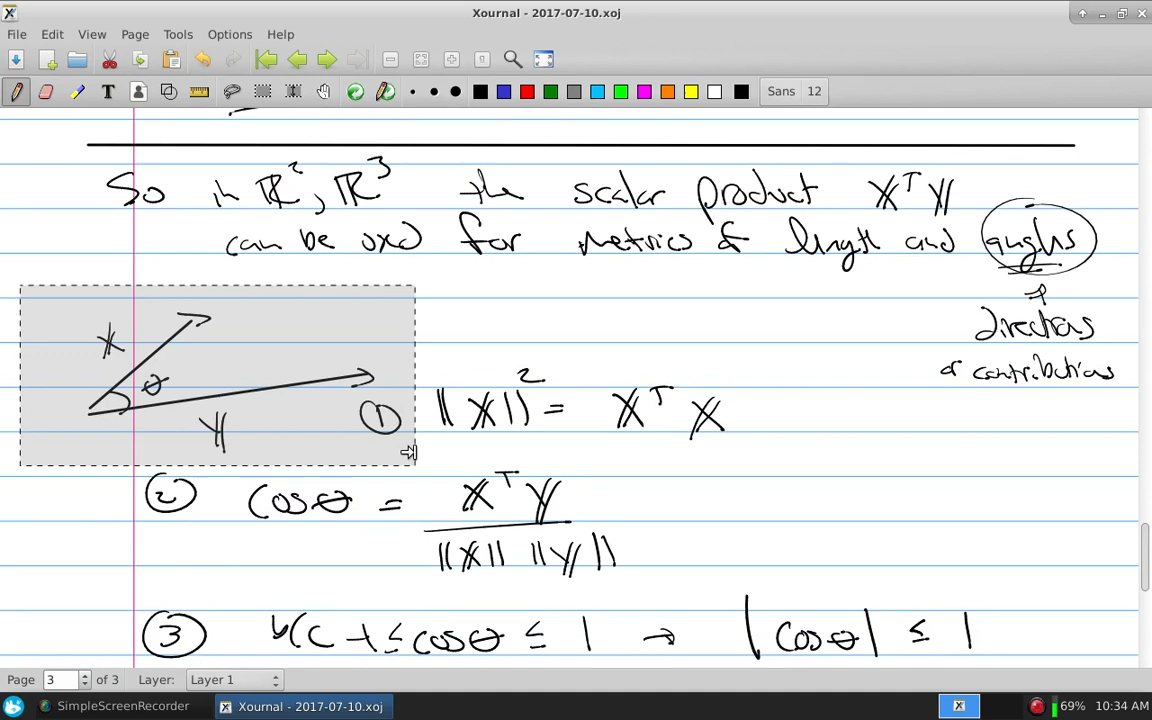 Xournal - 2017-07-10.xoj
File Edit View Page Tools Options Help
Sans 12
So in ℝ², ℝ³ the scalar product X^T Y
can be used for metrics of length and angles
directions
or contributions
X
θ
Y
① ||X||² = X^T X
② Cosθ = X^T Y / ||X|| ||Y||
③ b/c -1 ≤ cosθ ≤ 1 → |cosθ| ≤ 1
Page 3 of 3 Layer: Layer 1
SimpleScreenRecorder Xournal - 2017-07-10.xoj 69% 10:34 AM